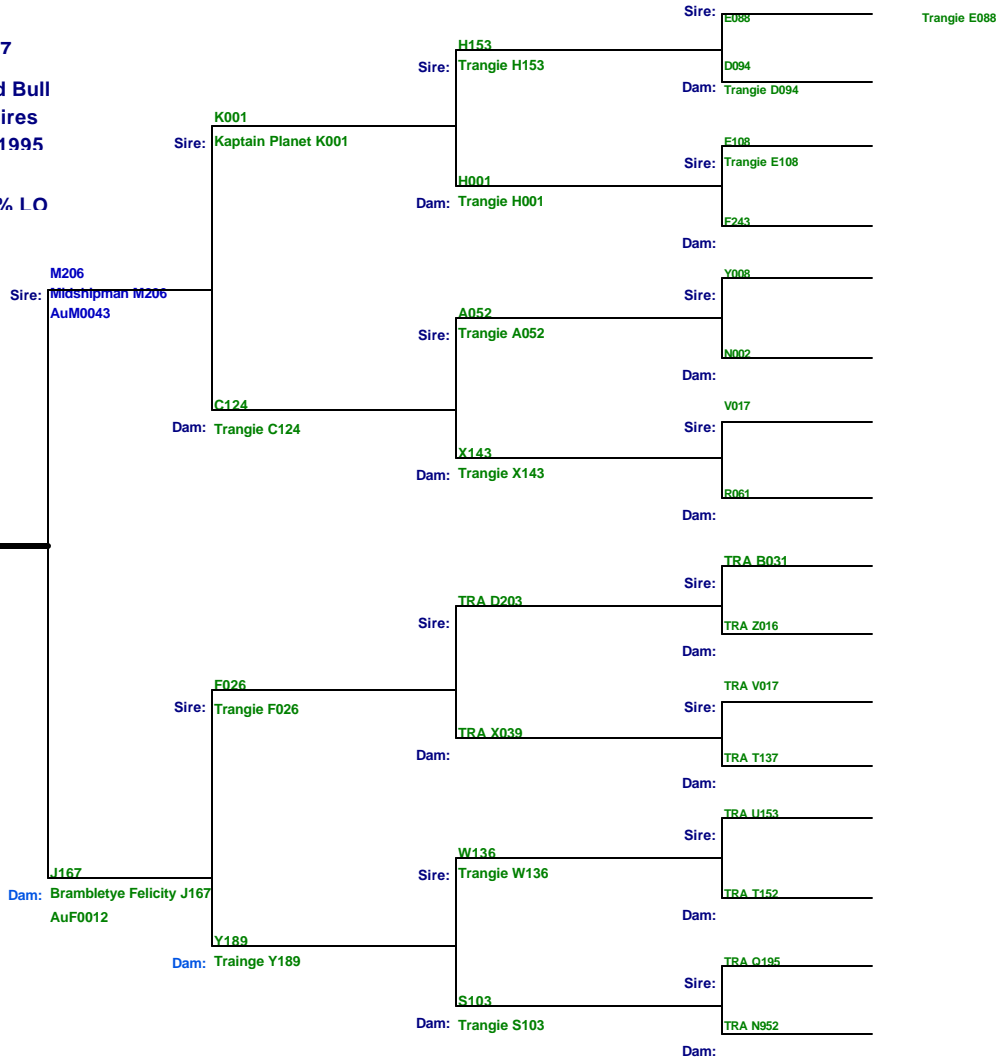 7
d Bull
ires
1995
% LO
Sire:
M206
Midshipman M206
AuM0043
Dam:
J167
Brambletye Felicity J167
AuF0012
Sire:
K001
Kaptain Planet K001
Dam:
C124
Trangie C124
Sire:
F026
Trangie F026
Dam:
Y189
Trainge Y189
Sire:
H153
Trangie H153
Dam:
H001
Trangie H001
Sire:
A052
Trangie A052
Dam:
X143
Trangie X143
Sire:
TRA D203
Dam:
TRA X039
Sire:
W136
Trangie W136
Dam:
S103
Trangie S103
Sire:
E088
Trangie E088
Dam:
D094
Trangie D094
Sire:
E108
Trangie E108
Dam:
F243
Sire:
Y008
Dam:
N002
Sire:
V017
Dam:
R061
Sire:
TRA B031
Dam:
TRA Z016
Sire:
TRA V017
Dam:
TRA T137
Sire:
TRA U153
Dam:
TRA T152
Sire:
TRA Q195
Dam:
TRA N952